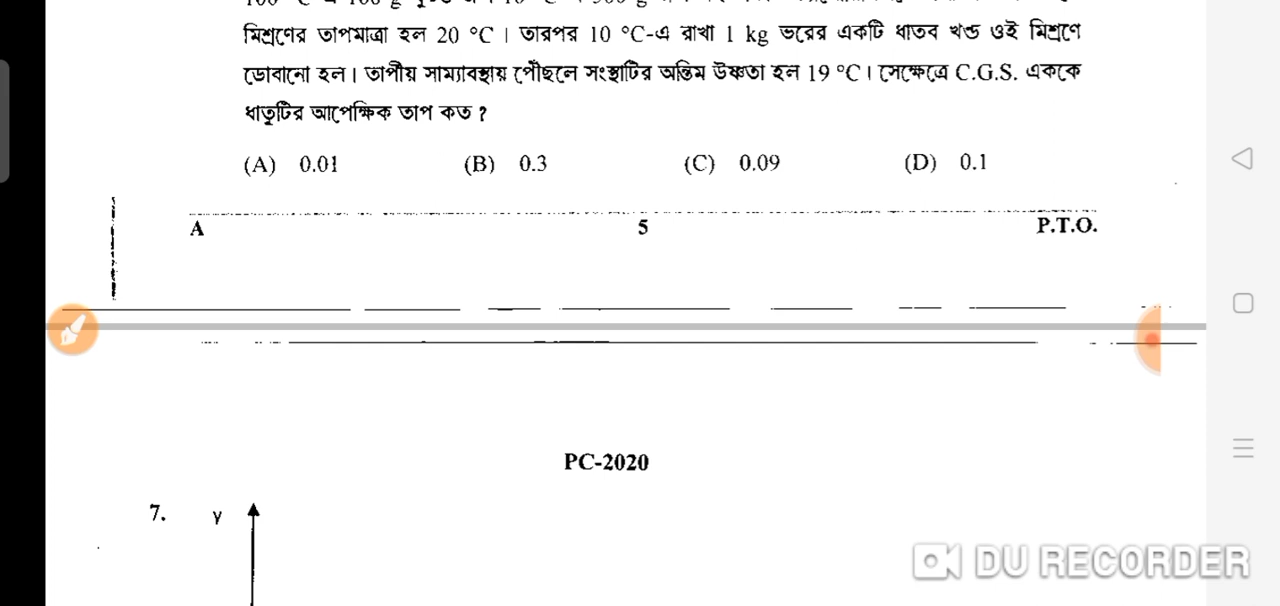 মিশ্রণের তাপমাত্রা হল 20 °C । তারপর 10 °C-এ রাখা 1 kg ভরের একটি ধাতব খন্ড ওই মিশ্রণে
ডোবানো হল। তাপীয় সাম্যাবস্থায় পৌঁছলে সংস্থাটির অন্তিম উষ্ণতা হল 19 °C। সেক্ষেত্রে C.G.S. এককে
ধাতুটির আপেক্ষিক তাপ কত ?
(A) 0.01 (B) 0.3 (C) 0.09 (D) 0.1
A 5 P.T.O.
PC-2020
7. Y
DU RECORDER